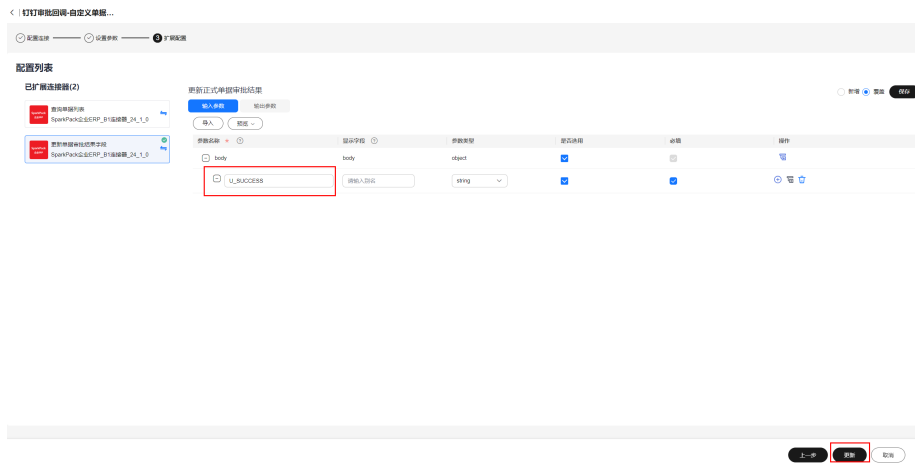 钉钉审批回调-自定义单据...
配置连接 设置参数 3 扩展配置
配置列表
已扩展连接器(2)
查询单据列表
SparkPack企业ERP_B1连接器_24_1_0
更新单据审批结果字段
SparkPack企业ERP_B1连接器_24_1_0
更新正式单据审批结果
新增 覆盖 保存
输入参数 输出参数
导入 预览
参数名称 * 显示字段 参数类型 是否启用 必填 操作
body body object
U_SUCCESS 请输入别名 string
上一步 更新 取消